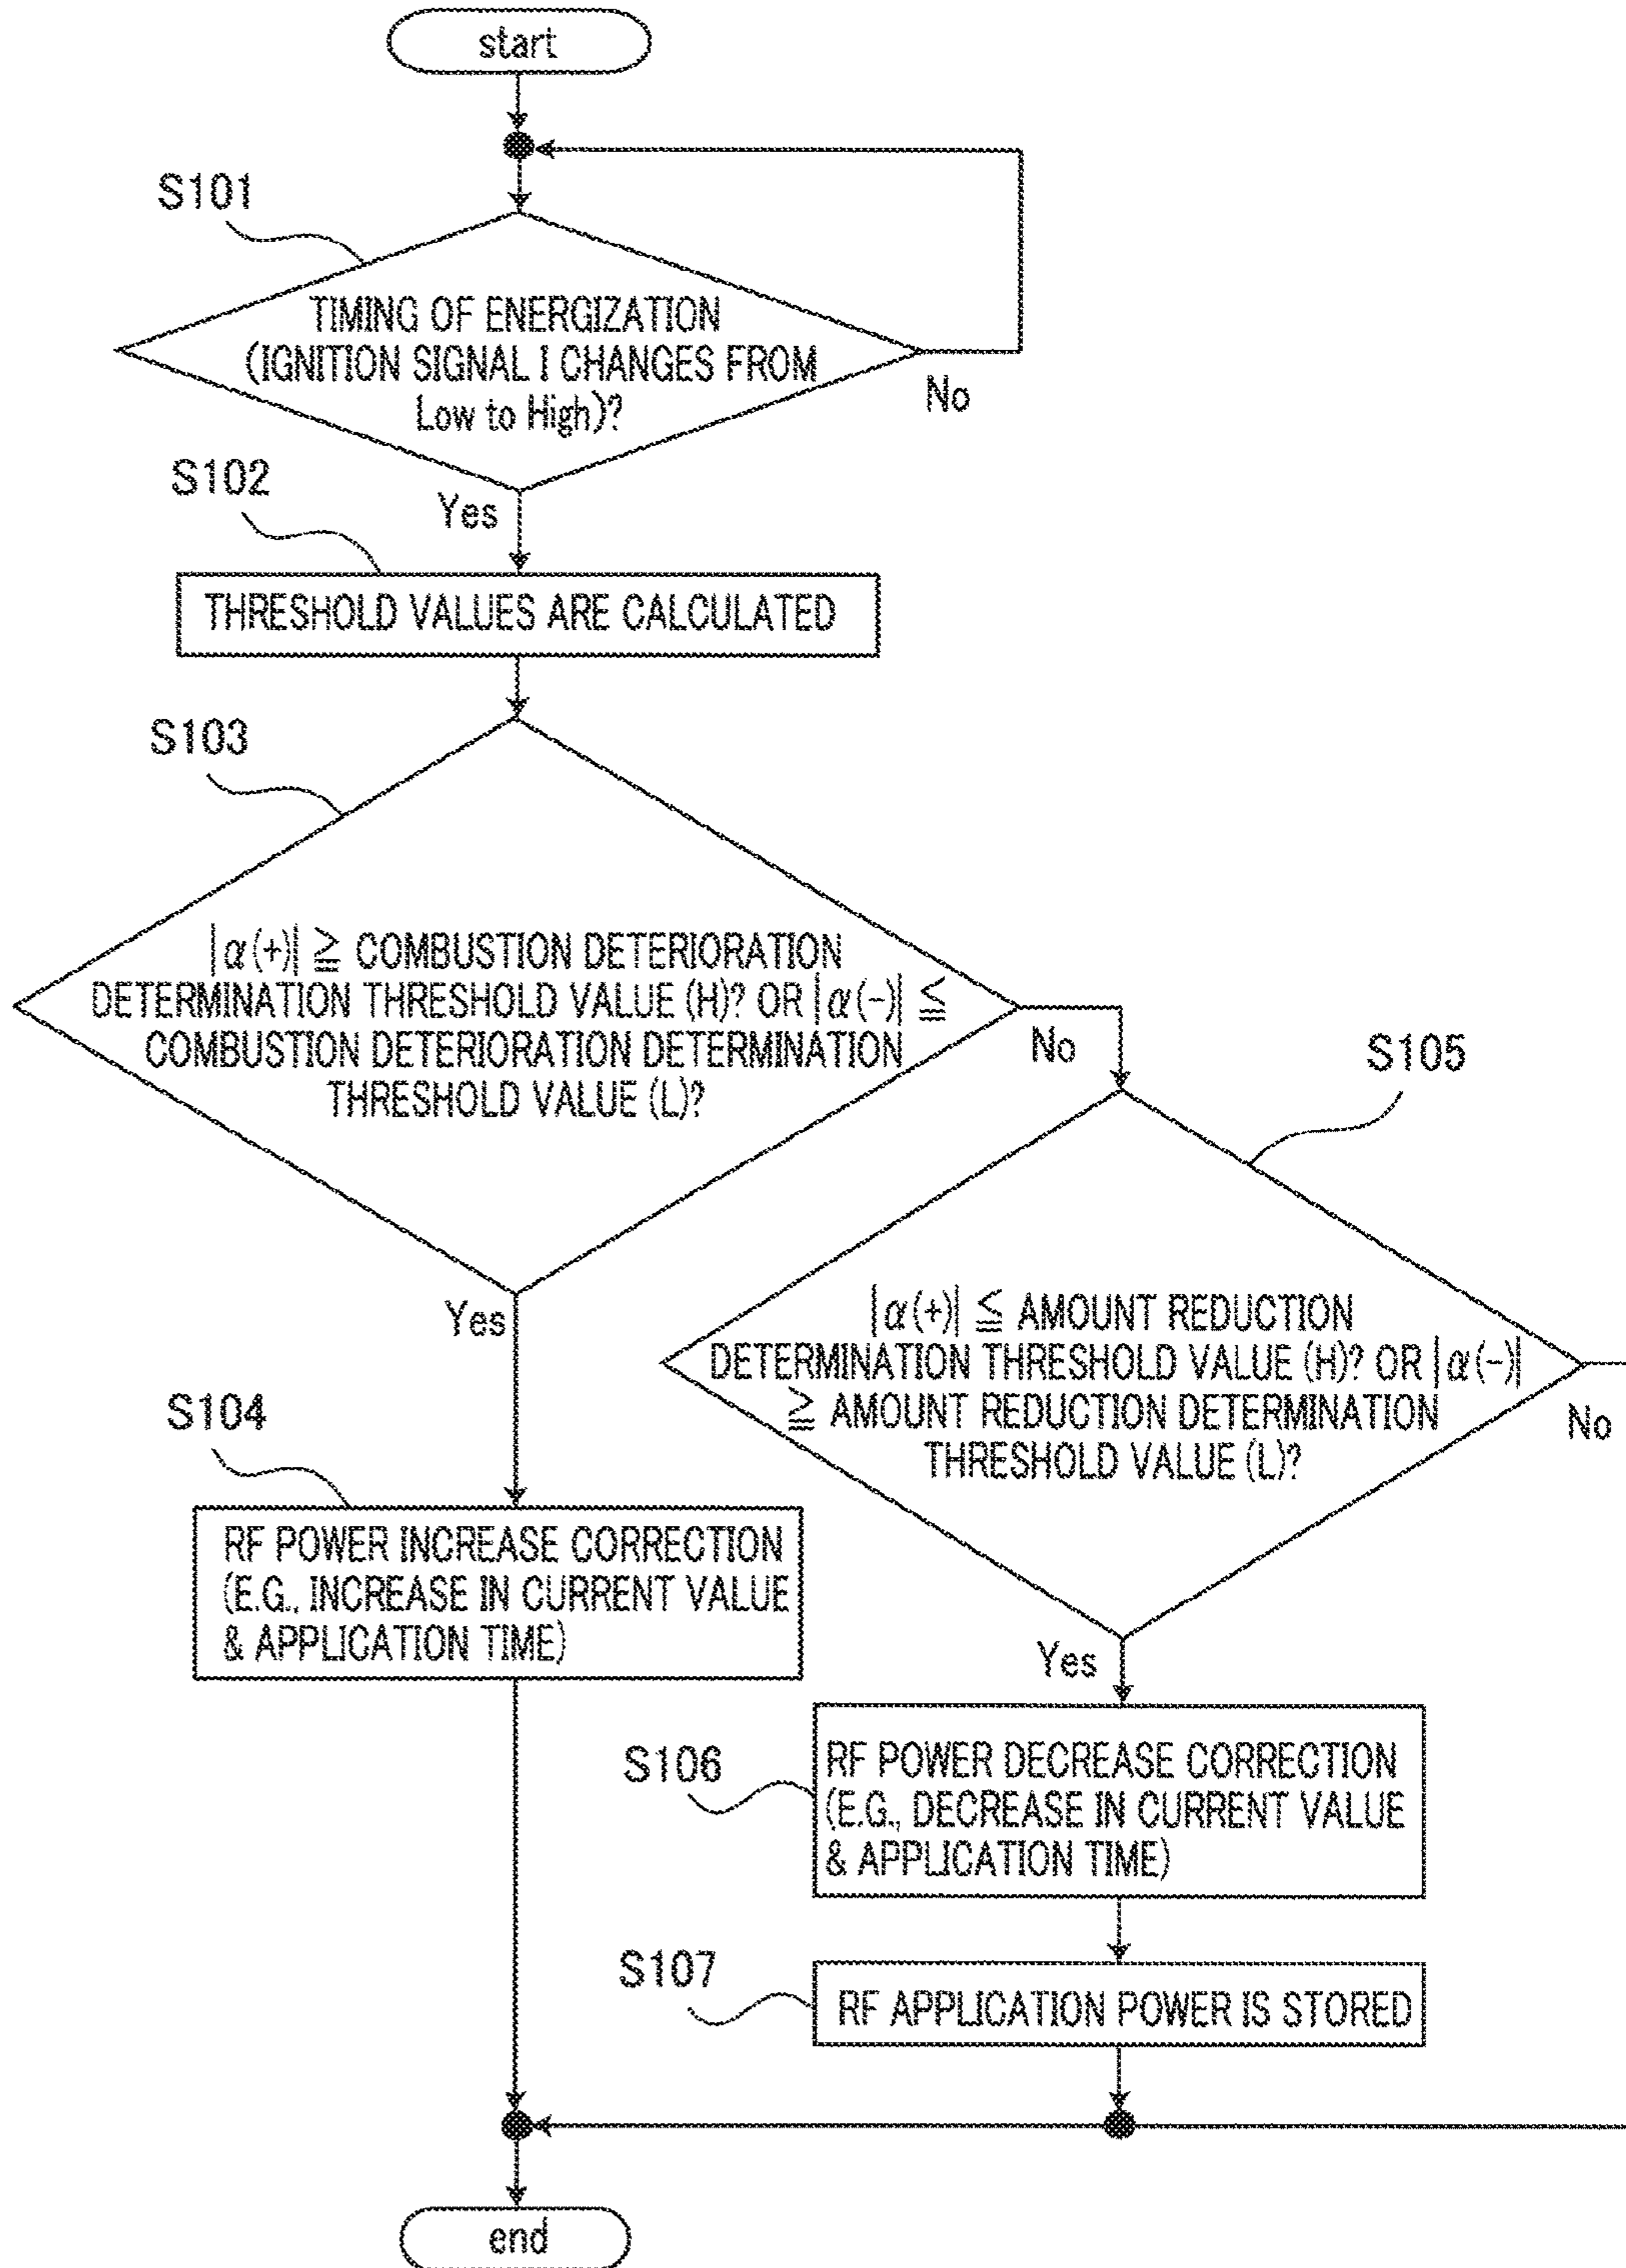 start
S101
TIMING OF ENERGIZATION
(IGNITION SIGNAL I CHANGES FROM
Low to High)?
No
Yes
S102
THRESHOLD VALUES ARE CALCULATED
S103
|α(+)| ≧ COMBUSTION DETERIORATION
DETERMINATION THRESHOLD VALUE (H)? OR |α(-)| ≦
COMBUSTION DETERIORATION DETERMINATION
THRESHOLD VALUE (L)?
No
Yes
S105
|α(+)| ≦ AMOUNT REDUCTION
DETERMINATION THRESHOLD VALUE (H)? OR |α(-)|
≧ AMOUNT REDUCTION DETERMINATION
THRESHOLD VALUE (L)?
No
Yes
S104
RF POWER INCREASE CORRECTION
(E.G., INCREASE IN CURRENT VALUE
& APPLICATION TIME)
S106
RF POWER DECREASE CORRECTION
(E.G., DECREASE IN CURRENT VALUE
& APPLICATION TIME)
S107
RF APPLICATION POWER IS STORED
end